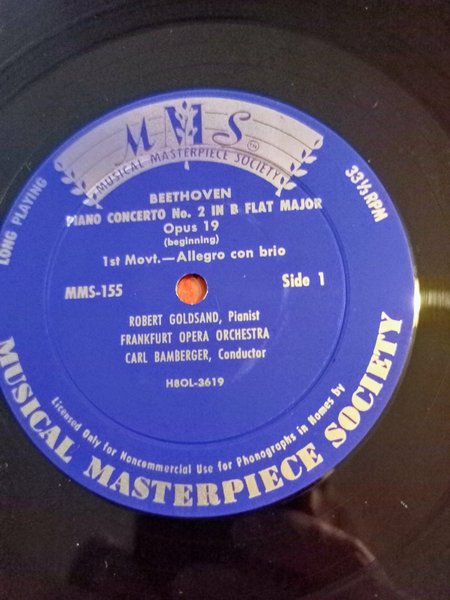 MMS
MUSICAL MASTERPIECE SOCIETY
LONG PLAYING
33⅓ RPM
BEETHOVEN
PIANO CONCERTO No. 2 IN B FLAT MAJOR
Opus 19
(beginning)
1st Movt.—Allegro con brio
MMS-155
Side 1
ROBERT GOLDSAND, Pianist
FRANKFURT OPERA ORCHESTRA
CARL BAMBERGER, Conductor
HBOL-3619
Licensed Only for Noncommercial Use for Phonographs in Homes by
MUSICAL MASTERPIECE SOCIETY